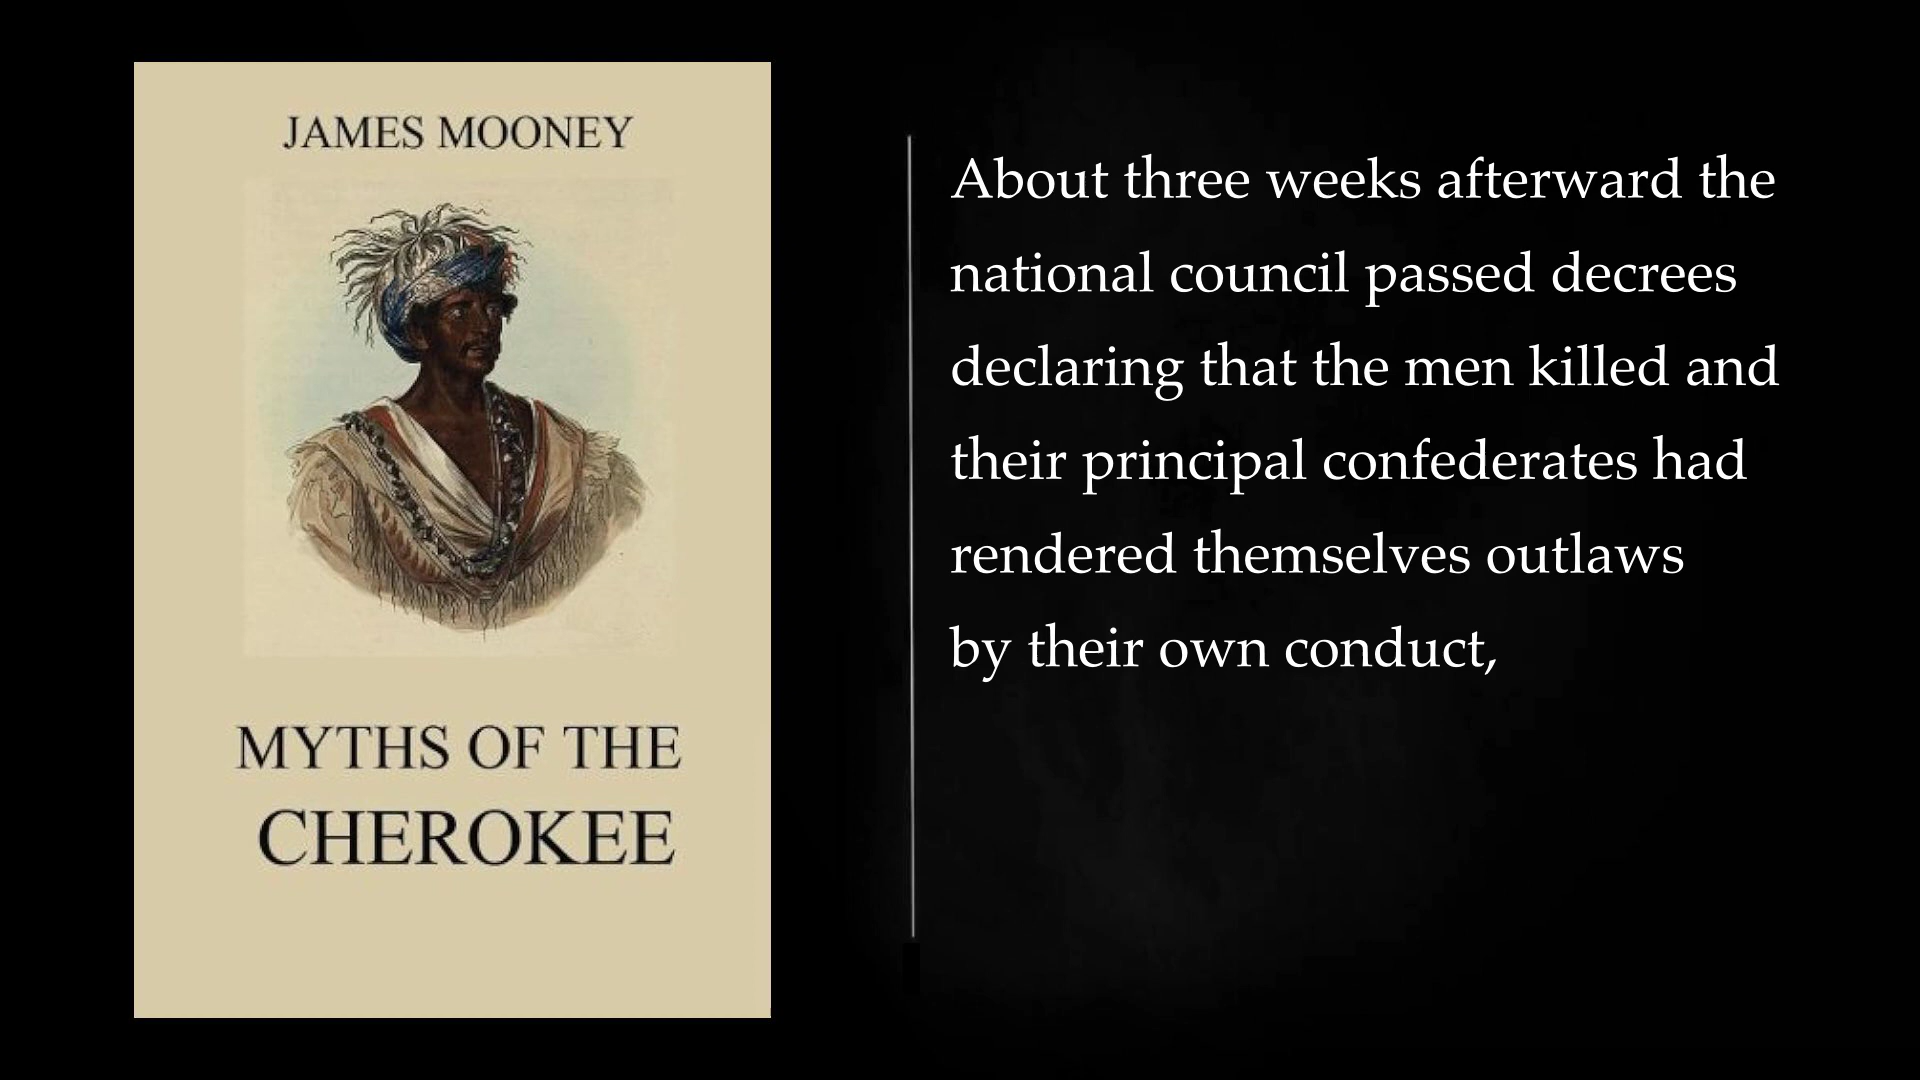 JAMES MOONEY
MYTHS OF THE
CHEROKEE
About three weeks afterward the
national council passed decrees
declaring that the men killed and
their principal confederates had
rendered themselves outlaws
by their own conduct,